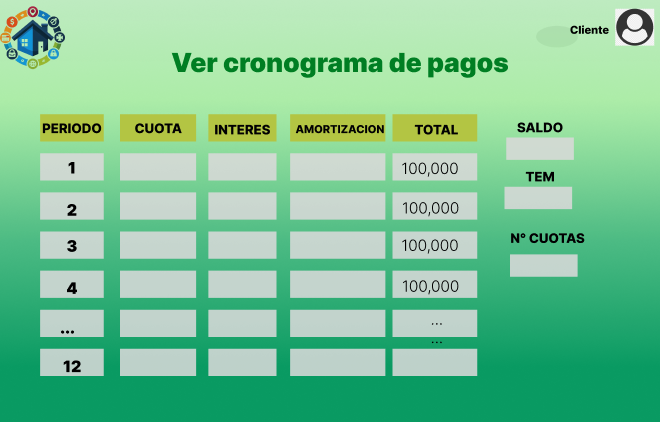 Cliente
Ver cronograma de pagos
PERIODO CUOTA INTERES AMORTIZACION TOTAL
SALDO
1 100,000
TEM
2 100,000
3 100,000
N° CUOTAS
4 100,000
... ...
...
12